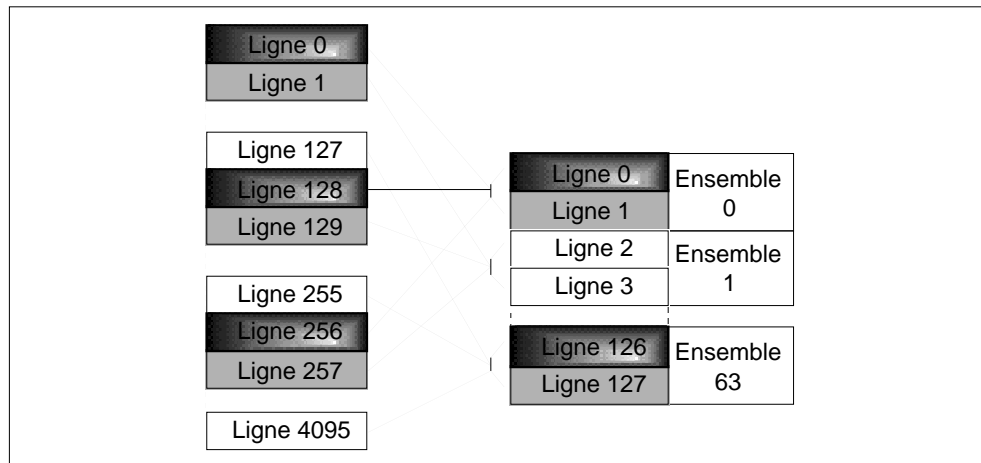 Ligne 0
Ligne 1
Ligne 127
Ligne 128
Ligne 129
Ligne 255
Ligne 256
Ligne 257
Ligne 4095
Ligne 0
Ligne 1
Ensemble
0
Ligne 2
Ligne 3
Ensemble
1
Ligne 126
Ligne 127
Ensemble
63